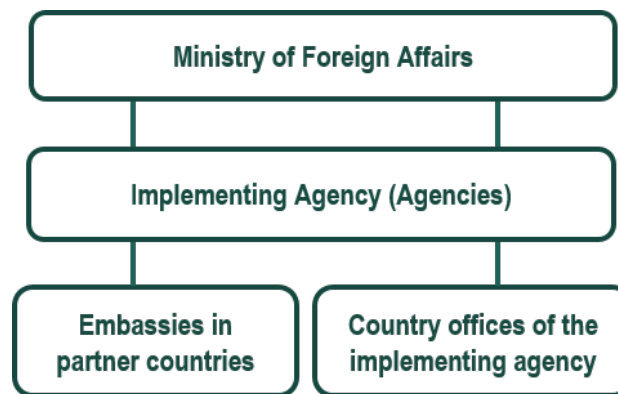 Ministry of Foreign Affairs
Implementing Agency (Agencies)
Embassies in
partner countries
Country offices of the
implementing agency